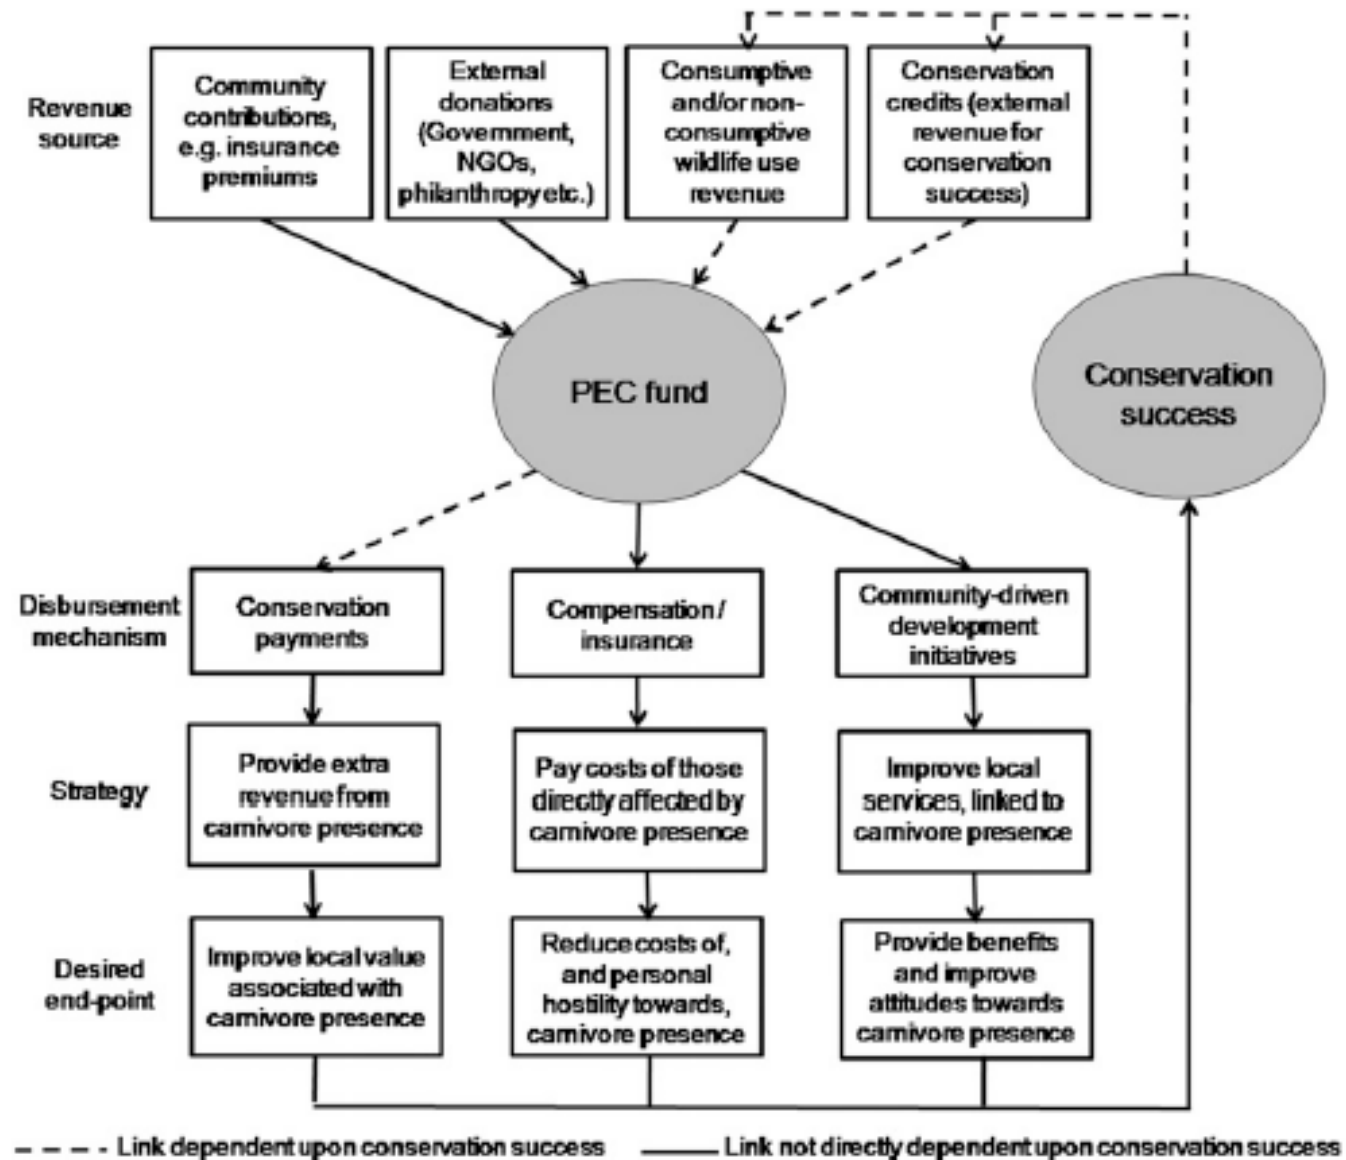 Revenue
source
Community
contributions,
e.g. insurance
premiums
External
donations
(Government,
NGOs,
philanthropy etc.)
Consumptive
and/or non-
consumptive
wildlife use
revenue
Conservation
credits (external
revenue for
conservation
success)
PEC fund
Conservation
success
Disbursement
mechanism
Conservation
payments
Compensation /
insurance
Community-driven
development
initiatives
Strategy
Provide extra
revenue from
carnivore presence
Pay costs of those
directly affected by
carnivore presence
Improve local
services, linked to
carnivore presence
Desired
end-point
Improve local value
associated with
carnivore presence
Reduce costs of,
and personal
hostility towards,
carnivore presence
Provide benefits
and improve
attitudes towards
carnivore presence
Link dependent upon conservation success
Link not directly dependent upon conservation success